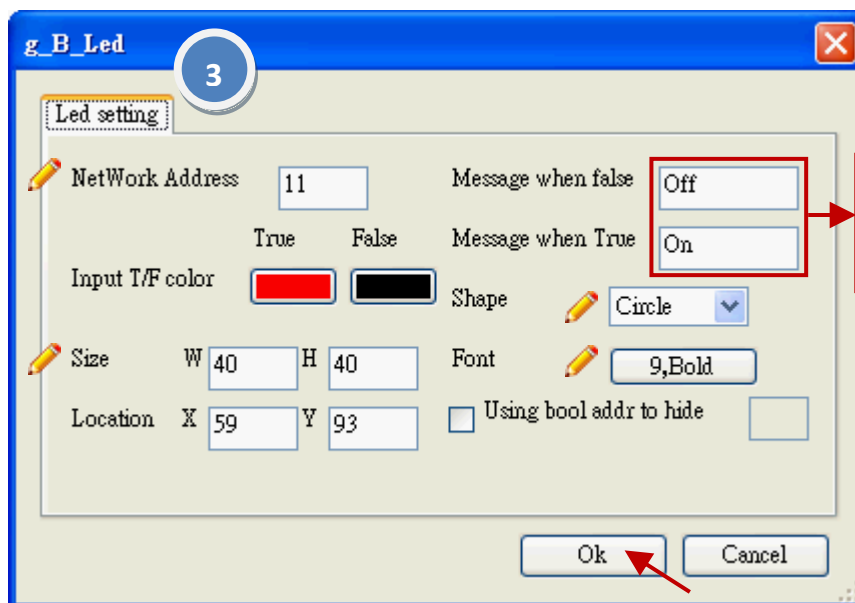 g_B_Led
3
Led setting
NetWork Address 11
True False
Input T/F color
Size W 40 H 40
Location X 59 Y 93
Message when false Off
Message when True On
Shape Circle
Font 9,Bold
Using bool addr to hide
Ok Cancel